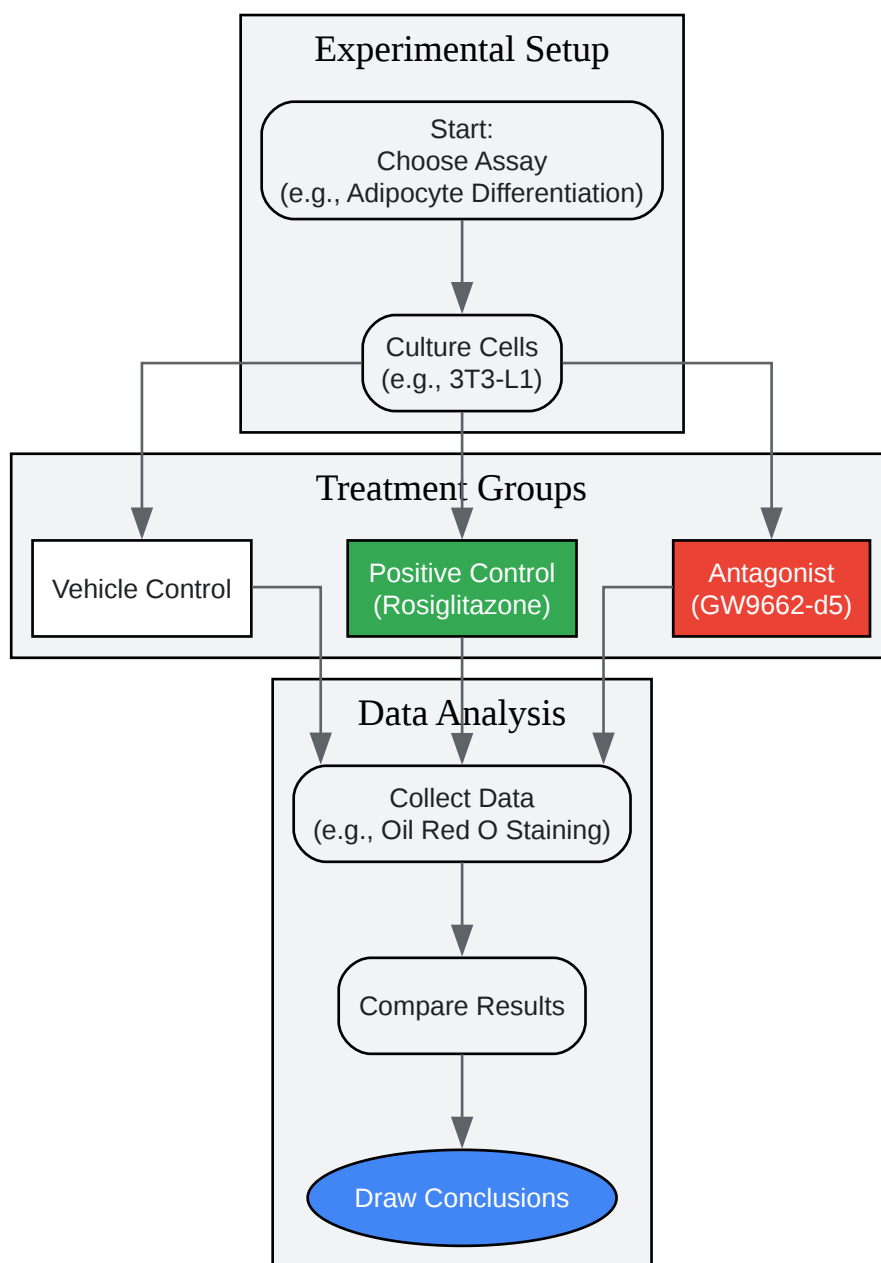 Experimental Setup
Start:
Choose Assay
(e.g., Adipocyte Differentiation)
Culture Cells
(e.g., 3T3-L1)
Treatment Groups
Vehicle Control
Positive Control
(Rosiglitazone)
Antagonist
(GW9662-d5)
Data Analysis
Collect Data
(e.g., Oil Red O Staining)
Compare Results
Draw Conclusions